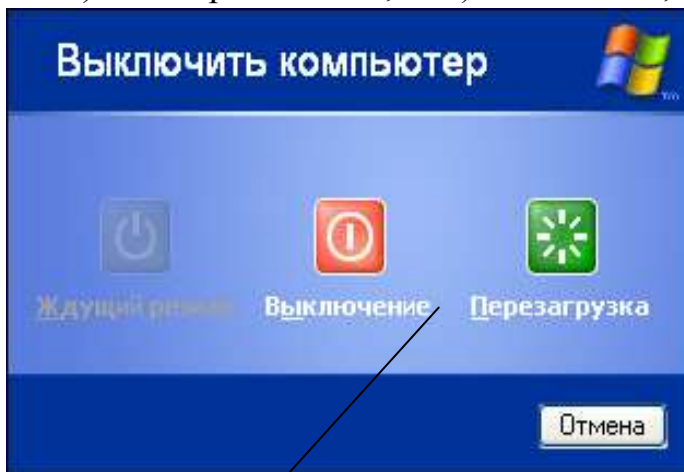 Выключить компьютер
Ждущий режим
Выключение
Перезагрузка
Отмена